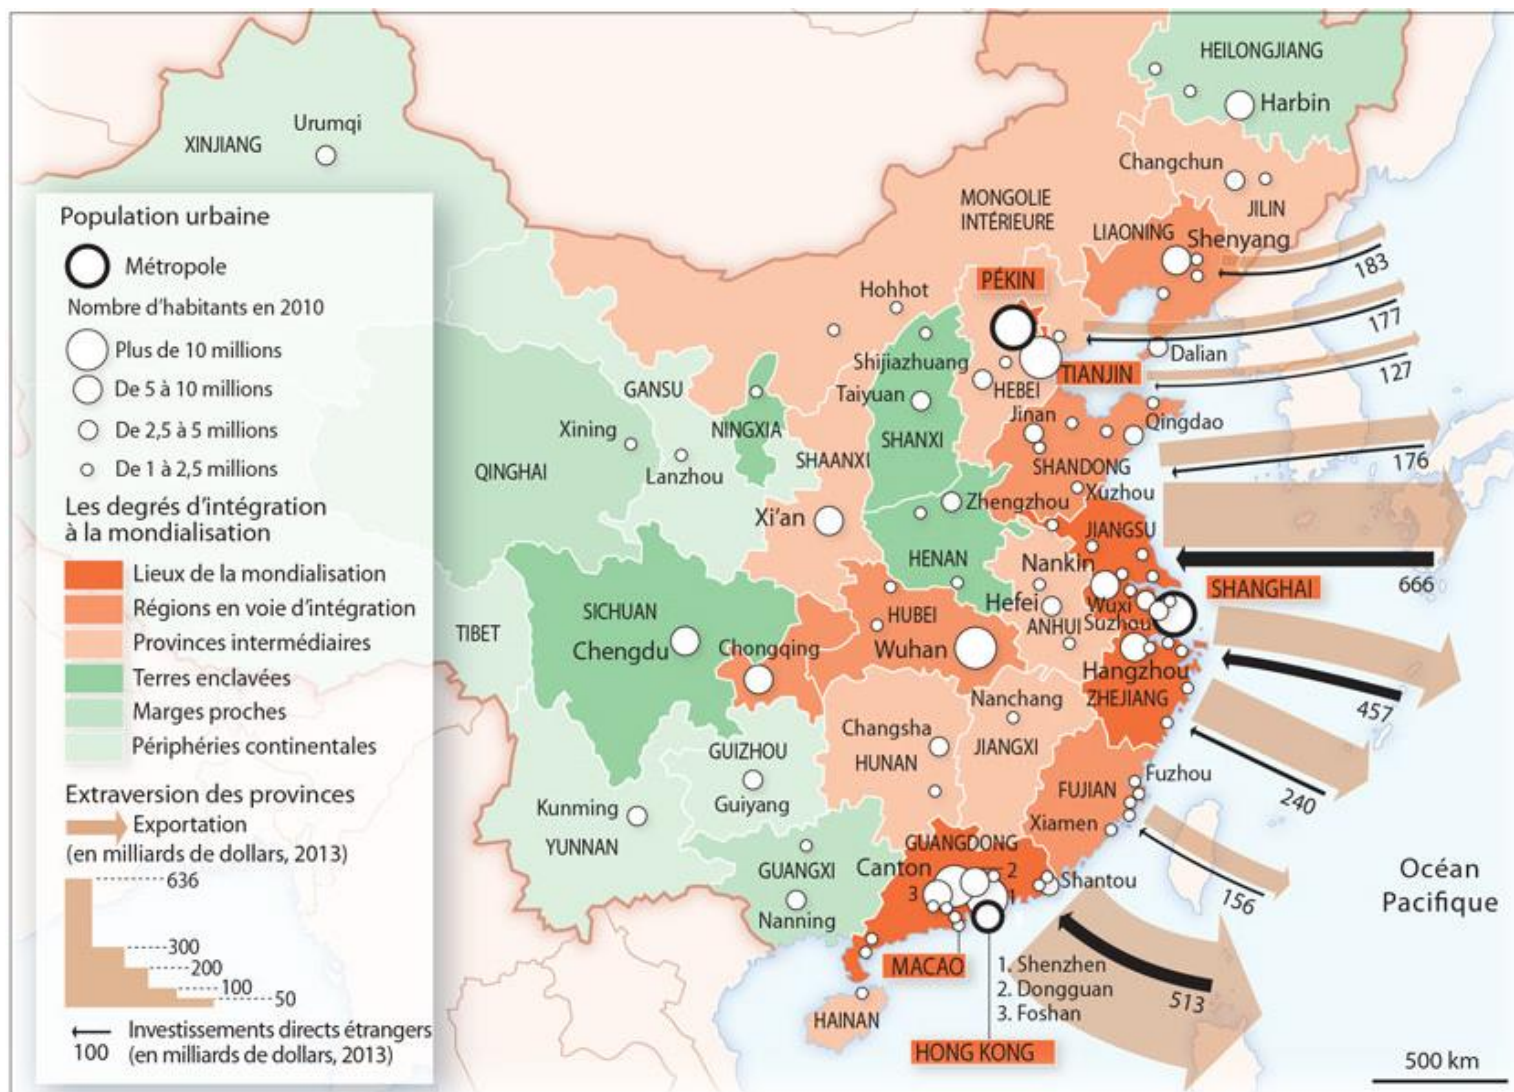 HEILONGJIANG
Harbin
Urumqi
XINJIANG
Changchun
JILIN
MONGOLIE
INTÉRIEURE
LIAONING
Shenyang
183
PÉKIN
Hohhot
177
Dalian
127
Shijiazhuang
Taiyuan
HEBEI
TIANJIN
GANSU
Jinan
Qingdao
Xining
NINGXIA
SHANXI
QINGHAI
Lanzhou
SHAANXI
SHANDONG
176
Zhengzhou
Xuzhou
Xi'an
JIANGSU
HENAN
Nankin
666
SHANGHAI
SICHUAN
HUBEI
Hefei
Wuxi
Suzhou
TIBET
Chengdu
Chongqing
Wuhan
ANHUI
Hangzhou
ZHEJIANG
457
Nanchang
Changsha
JIANGXI
GUIZHOU
HUNAN
Fuzhou
240
Kunming
Guiyang
FUJIAN
YUNNAN
Xiamen
GUANGDONG
156
GUANGXI
Canton
2
Shantou
3
1
Nanning
MACAO
513
HAINAN
1. Shenzhen
2. Dongguan
3. Foshan
HONG KONG
Océan
Pacifique
500 km
Population urbaine
Métropole
Nombre d'habitants en 2010
Plus de 10 millions
De 5 à 10 millions
De 2,5 à 5 millions
De 1 à 2,5 millions
Les degrés d'intégration
à la mondialisation
Lieux de la mondialisation
Régions en voie d'intégration
Provinces intermédiaires
Terres enclavées
Marges proches
Périphéries continentales
Extraversion des provinces
Exportation
(en milliards de dollars, 2013)
636
300
200
100
50
Investissements directs étrangers
100 (en milliards de dollars, 2013)